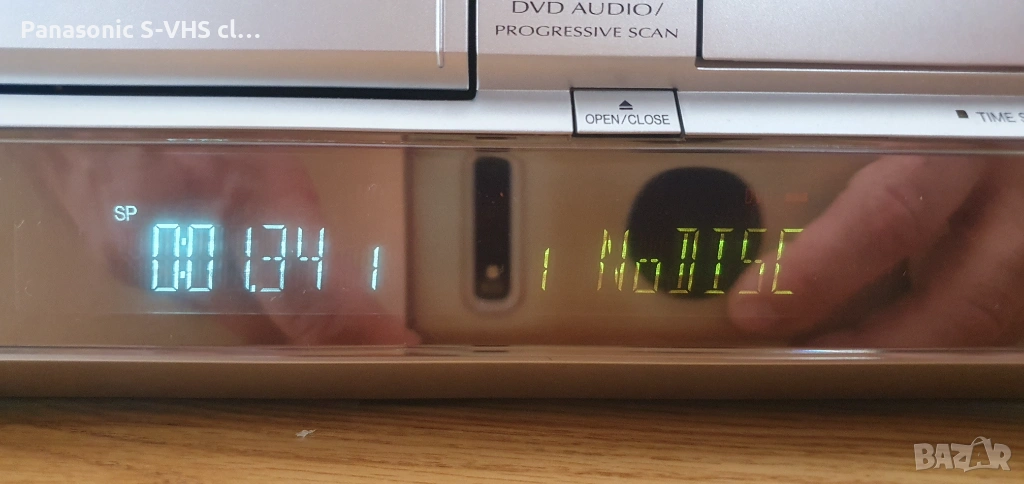 Panasonic S-VHS cl...
DVD AUDIO/
PROGRESSIVE SCAN
OPEN/CLOSE
TIME S
SP
0:01.34 1
1 NoDISC
BAZAR